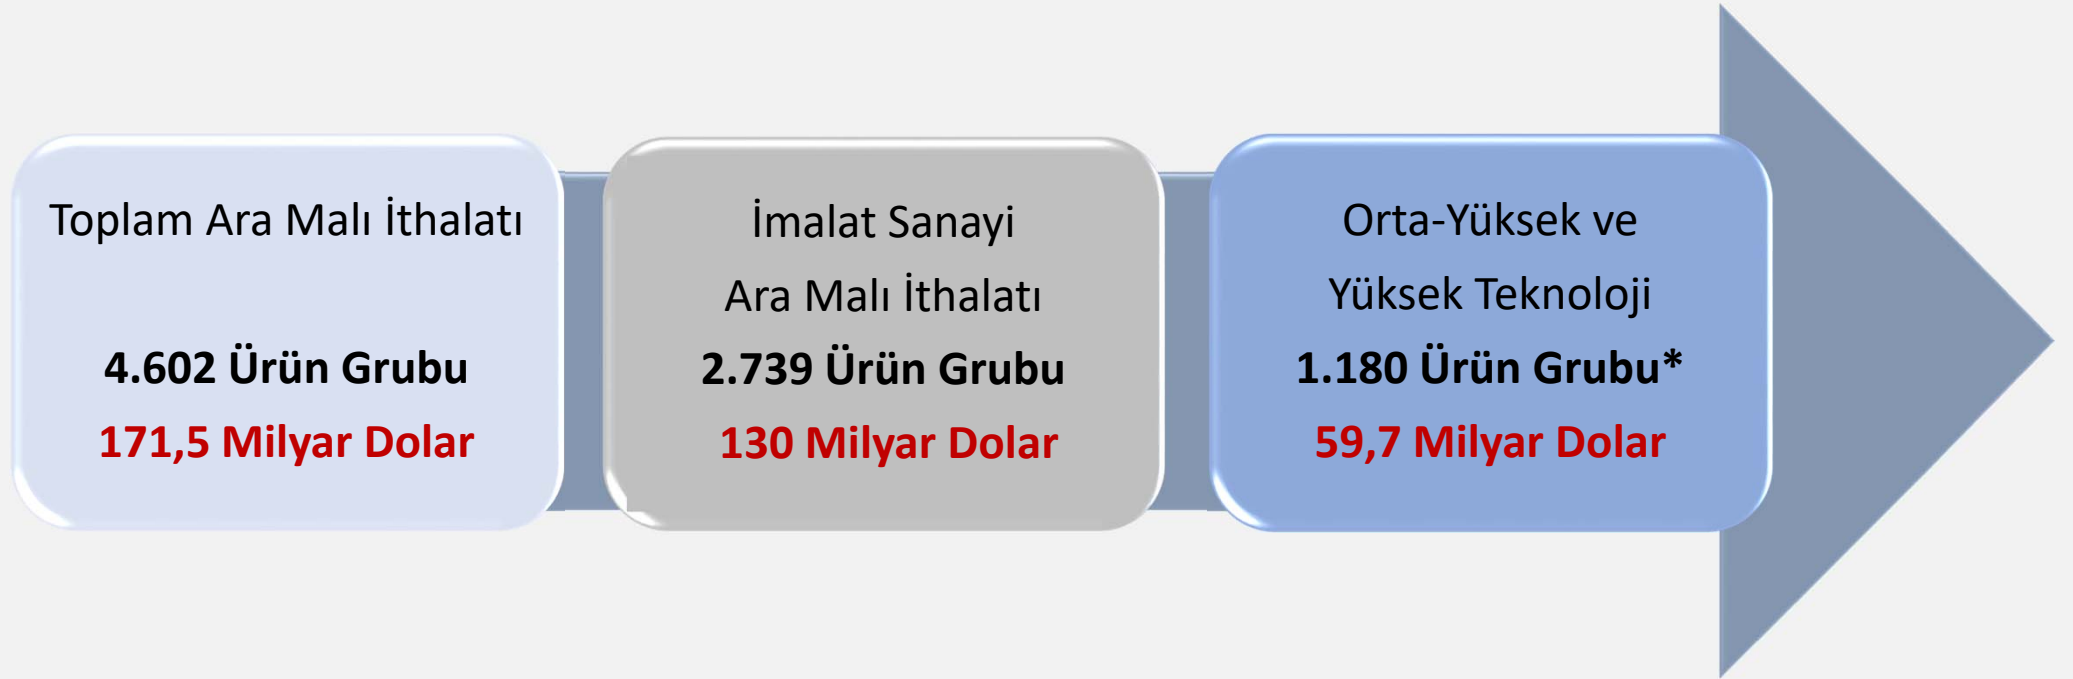 Toplam Ara Malı İthalatı
4.602 Ürün Grubu
171,5 Milyar Dolar
İmalat Sanayi
Ara Malı İthalatı
2.739 Ürün Grubu
130 Milyar Dolar
Orta-Yüksek ve
Yüksek Teknoloji
1.180 Ürün Grubu*
59,7 Milyar Dolar